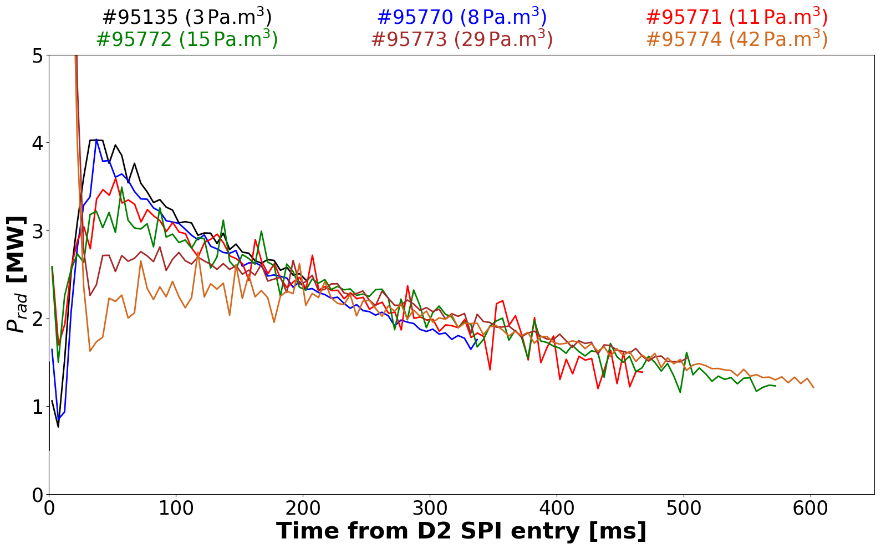 #95135 (3 Pa.m³) #95770 (8 Pa.m³) #95771 (11 Pa.m³)
#95772 (15 Pa.m³) #95773 (29 Pa.m³) #95774 (42 Pa.m³)
5
4
3
2
1
0
P_rad [MW]
0 100 200 300 400 500 600
Time from D2 SPI entry [ms]